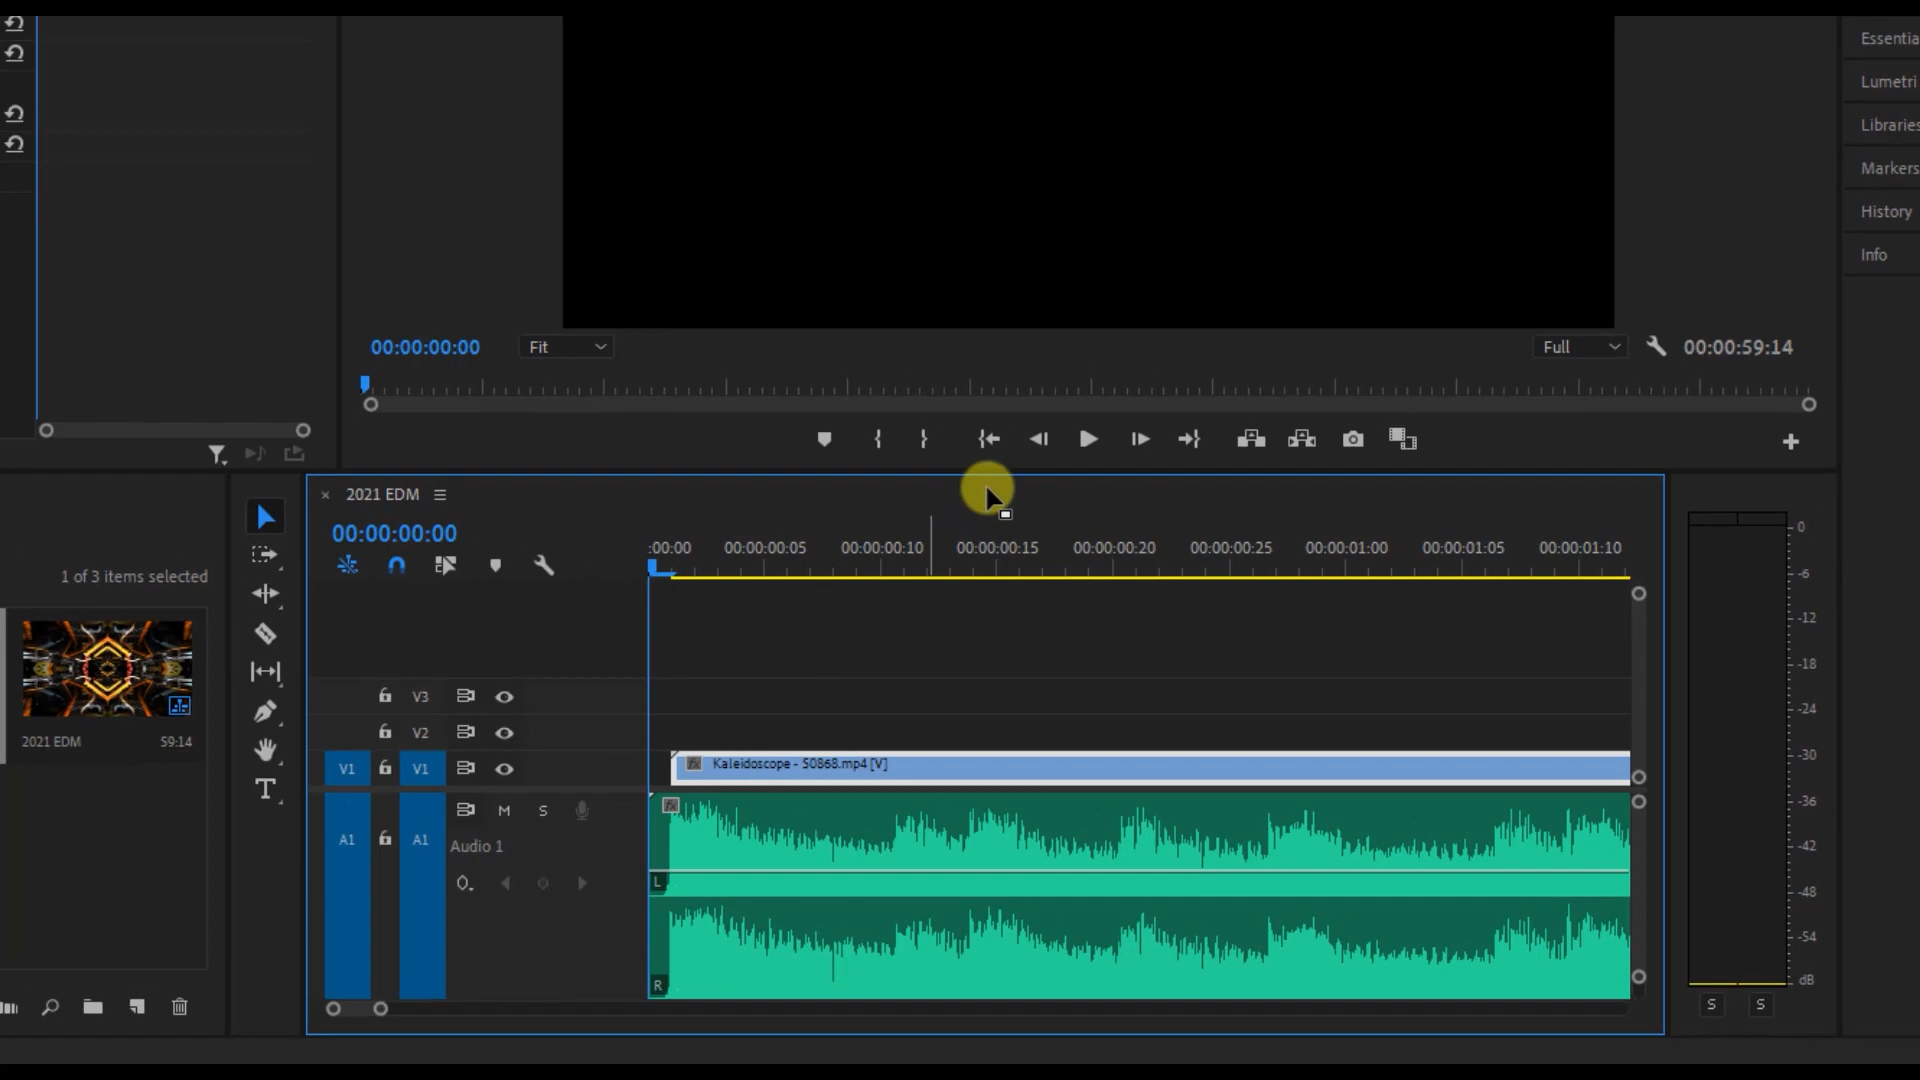 Essentia
Lumetri
Libraries
Markers
History
Info
00:00:00:00
Fit
Full
00:00:59:14
× 2021 EDM
00:00:00:00
:00:00
00:00:00:05
00:00:00:10
00:00:00:15
00:00:00:20
00:00:00:25
00:00:01:00
00:00:01:05
00:00:01:10
1 of 3 items selected
2021 EDM
59:14
T
V3
V2
V1
V1
fx
Kaleidoscope - S0868.mp4 [V]
A1
A1
M
S
Audio 1
fx
L
R
0
-6
-12
-18
-24
-30
-36
-42
-48
-54
dB
S
S